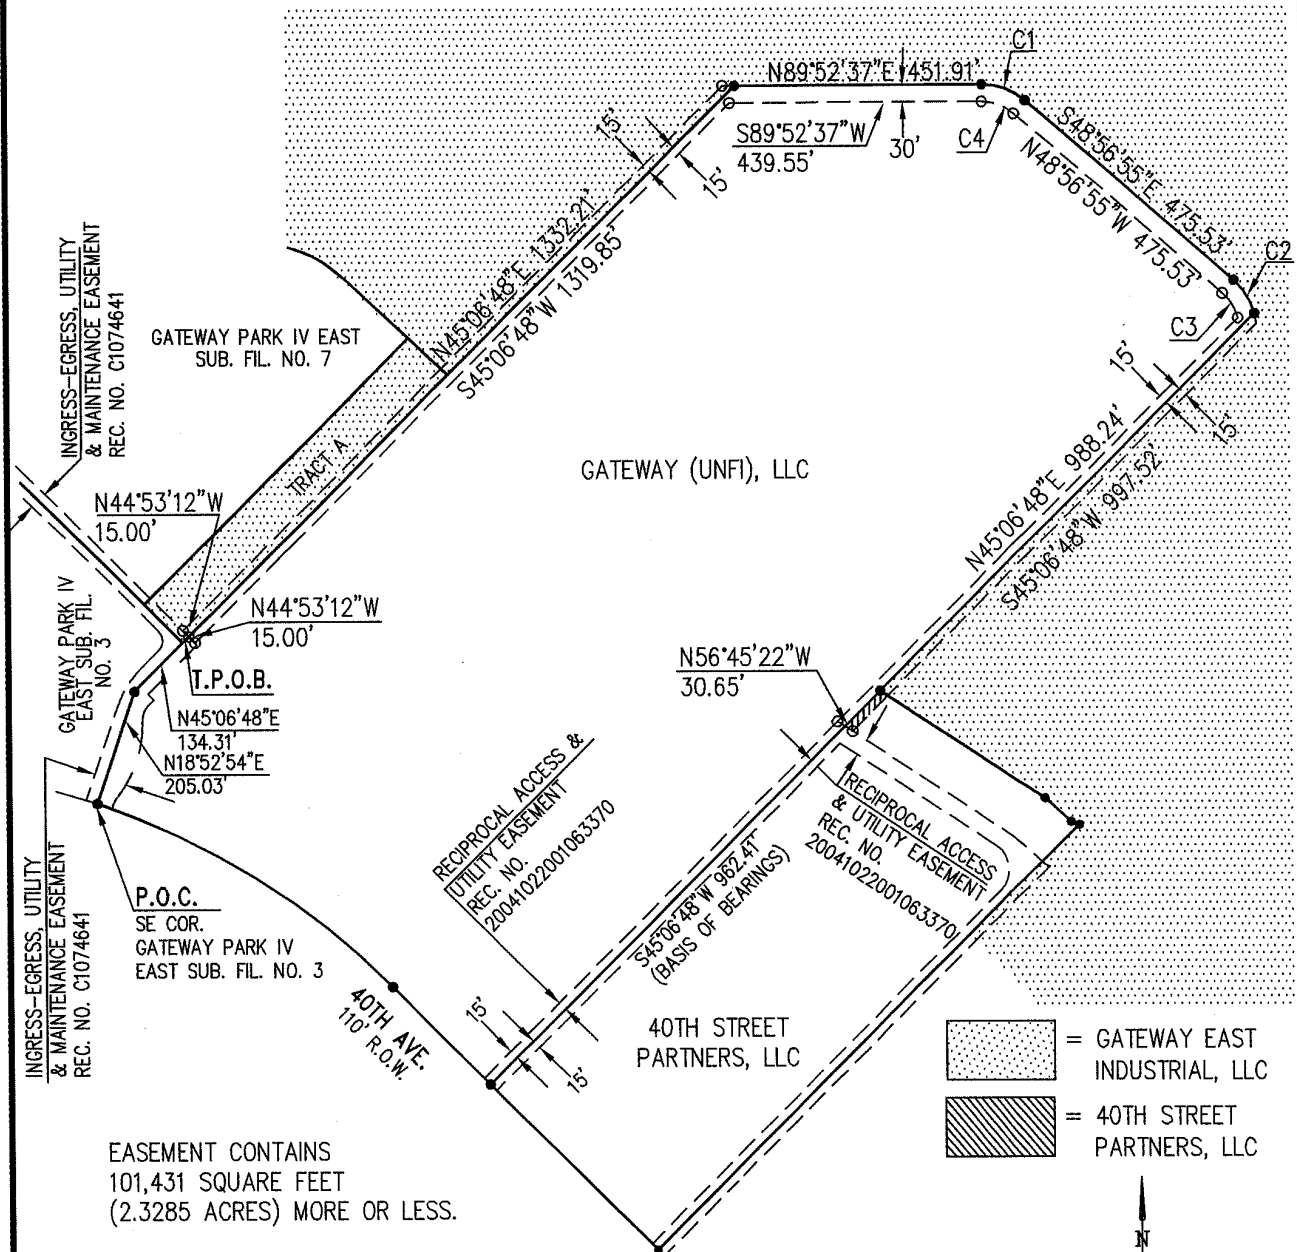 C1
N89°52'37"E 451.91'
S89°52'37"W
439.55'
30'
C4
S48°56'55"E 475.53'
N48°56'55"W 475.53'
C2
C3
15'
15'
N45°06'48"E 1332.21'
S45°06'48"W 1319.85'
INGRESS-EGRESS, UTILITY
& MAINTENANCE EASEMENT
REC. NO. C1074641
GATEWAY PARK IV EAST
SUB. FIL. NO. 7
TRACT A
GATEWAY (UNFI), LLC
15'
15'
N45°06'48"E 988.24'
S45°06'48"W 997.52'
N44°53'12"W
15.00'
N44°53'12"W
15.00'
GATEWAY PARK IV
EAST SUB. FIL.
NO. 3
T.P.O.B.
N45°06'48"E
134.31'
N18°52'54"E
205.03'
N56°45'22"W
30.65'
RECIPROCAL ACCESS &
UTILITY EASEMENT
REC. NO.
20041022001063370
RECIPROCAL ACCESS
& UTILITY EASEMENT
REC. NO.
20041022001063370
S45°06'48"W 962.41'
(BASIS OF BEARINGS)
INGRESS-EGRESS, UTILITY
& MAINTENANCE EASEMENT
REC. NO. C1074641
P.O.C.
SE COR.
GATEWAY PARK IV
EAST SUB. FIL. NO. 3
40TH AVE.
110' R.O.W.
15'
15'
40TH STREET
PARTNERS, LLC
= GATEWAY EAST
INDUSTRIAL, LLC
= 40TH STREET
PARTNERS, LLC
EASEMENT CONTAINS
101,431 SQUARE FEET
(2.3285 ACRES) MORE OR LESS.
N